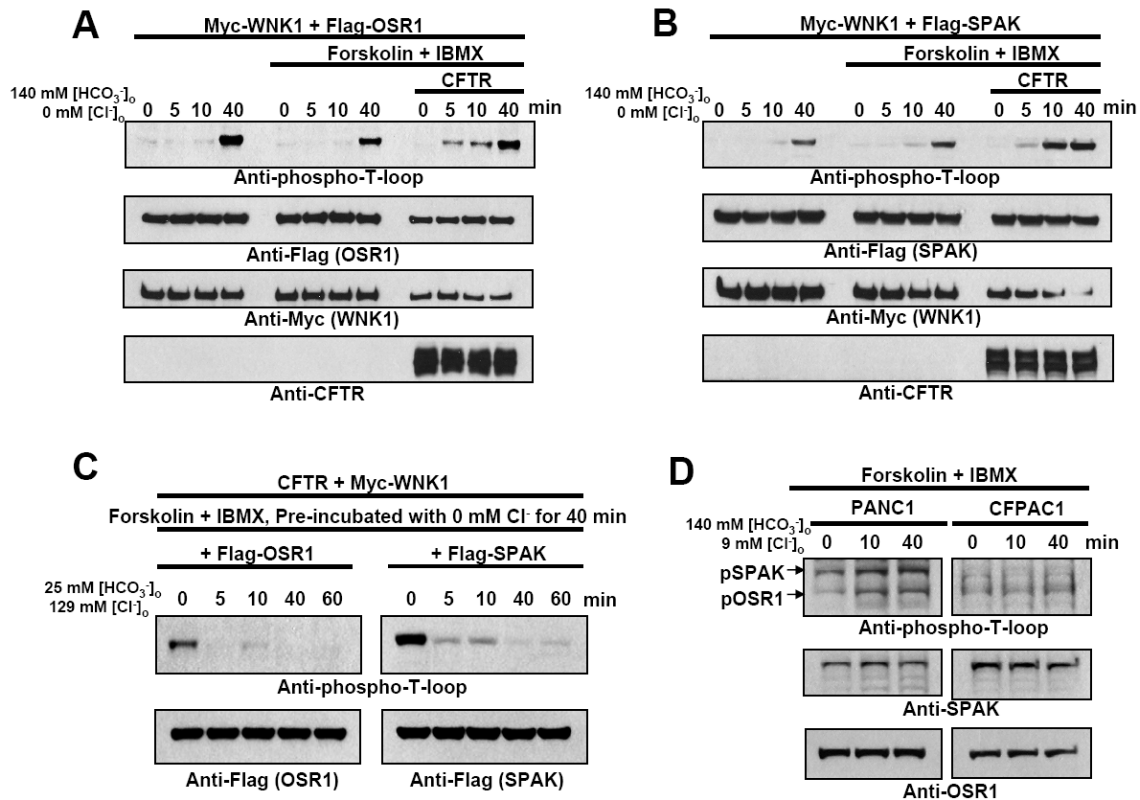 A
Myc-WNK1 + Flag-OSR1
Forskolin + IBMX
CFTR
140 mM [HCO₃⁻]ₒ
0 mM [Cl⁻]ₒ
0 5 10 40 0 5 10 40 0 5 10 40 min
Anti-phospho-T-loop
Anti-Flag (OSR1)
Anti-Myc (WNK1)
Anti-CFTR
B
Myc-WNK1 + Flag-SPAK
Forskolin + IBMX
CFTR
140 mM [HCO₃⁻]ₒ
0 mM [Cl⁻]ₒ
0 5 10 40 0 5 10 40 0 5 10 40 min
Anti-phospho-T-loop
Anti-Flag (SPAK)
Anti-Myc (WNK1)
Anti-CFTR
C
CFTR + Myc-WNK1
Forskolin + IBMX, Pre-incubated with 0 mM Cl⁻ for 40 min
+ Flag-OSR1 + Flag-SPAK
25 mM [HCO₃⁻]ₒ
129 mM [Cl⁻]ₒ
0 5 10 40 60 0 5 10 40 60 min
Anti-phospho-T-loop
Anti-Flag (OSR1) Anti-Flag (SPAK)
D
Forskolin + IBMX
PANC1 CFPAC1
140 mM [HCO₃⁻]ₒ
9 mM [Cl⁻]ₒ
0 10 40 0 10 40 min
pSPAK
pOSR1
Anti-phospho-T-loop
Anti-SPAK
Anti-OSR1